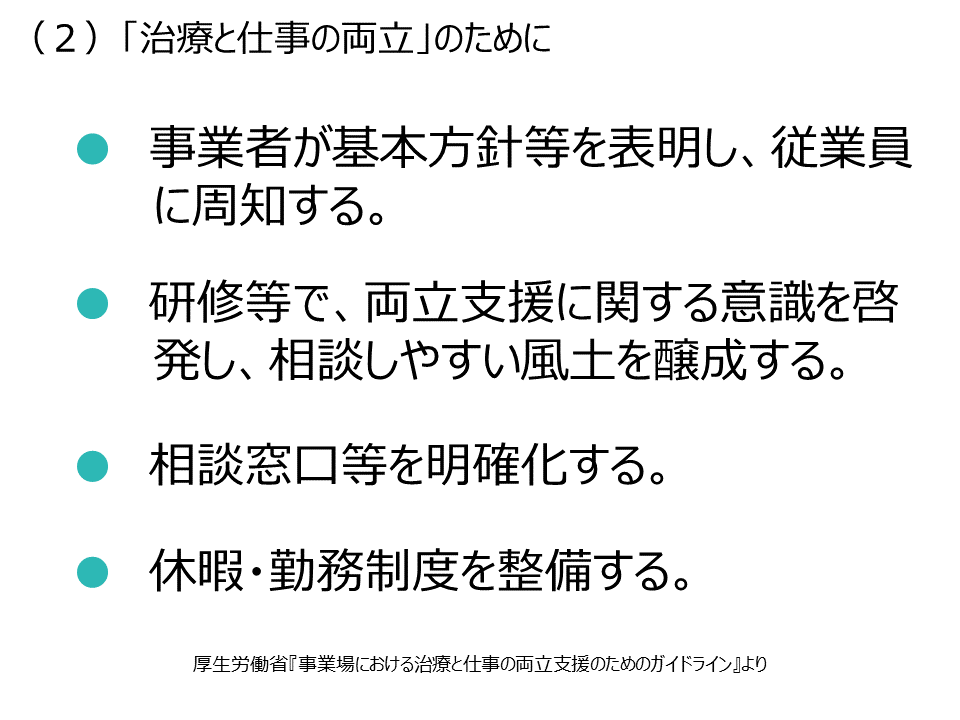 （２）「治療と仕事の両立」のために
● 事業者が基本方針等を表明し、従業員
に周知する。
● 研修等で、両立支援に関する意識を啓
発し、相談しやすい風土を醸成する。
● 相談窓口等を明確化する。
● 休暇・勤務制度を整備する。
厚生労働省『事業場における治療と仕事の両立支援のためのガイドライン』より